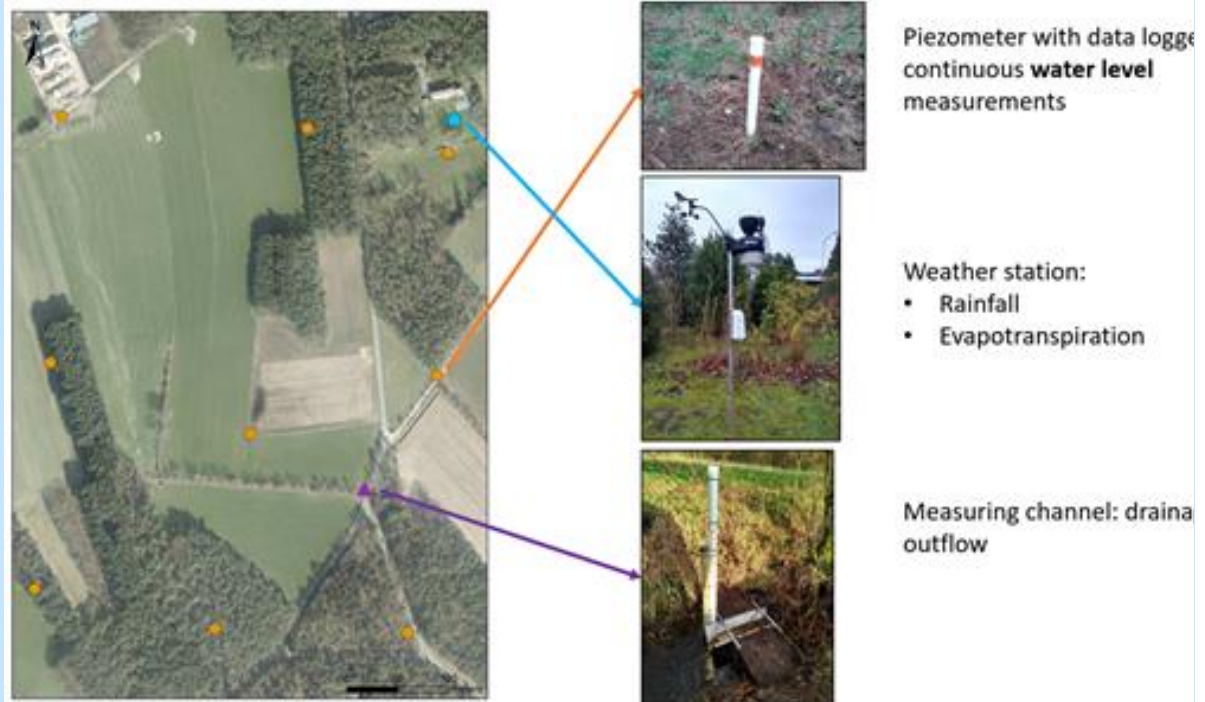 N
Piezometer with data logge
continuous water level
measurements
Weather station:
• Rainfall
• Evapotranspiration
Measuring channel: draina
outflow